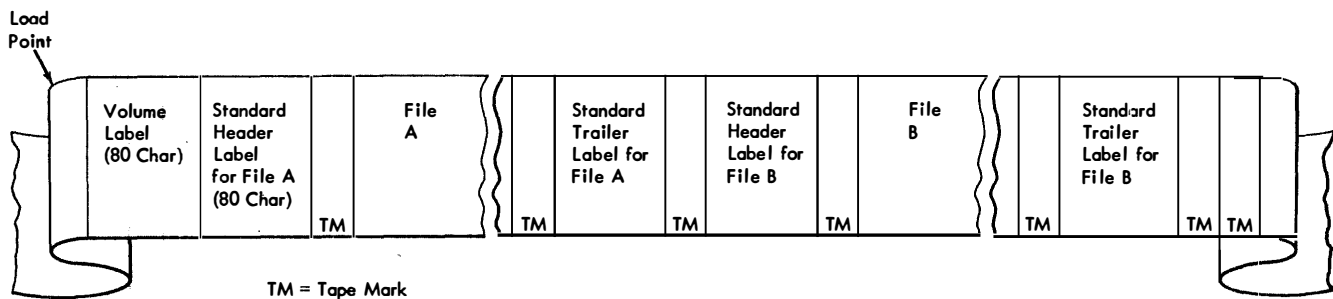 Load
Point
Volume
Label
(80 Char)
Standard
Header
Label
for File A
(80 Char)
TM
File
A
TM
Standard
Trailer
Label for
File A
TM
Standard
Header
Label for
File B
TM
File
B
TM
Standard
Trailer
Label for
File B
TM
TM
TM = Tape Mark